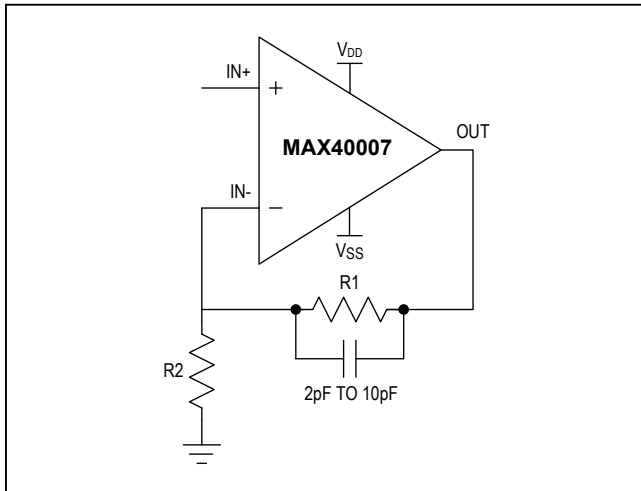 VDD
IN+
+
OUT
MAX40007
IN-
−
VSS
R1
R2
2pF TO 10pF